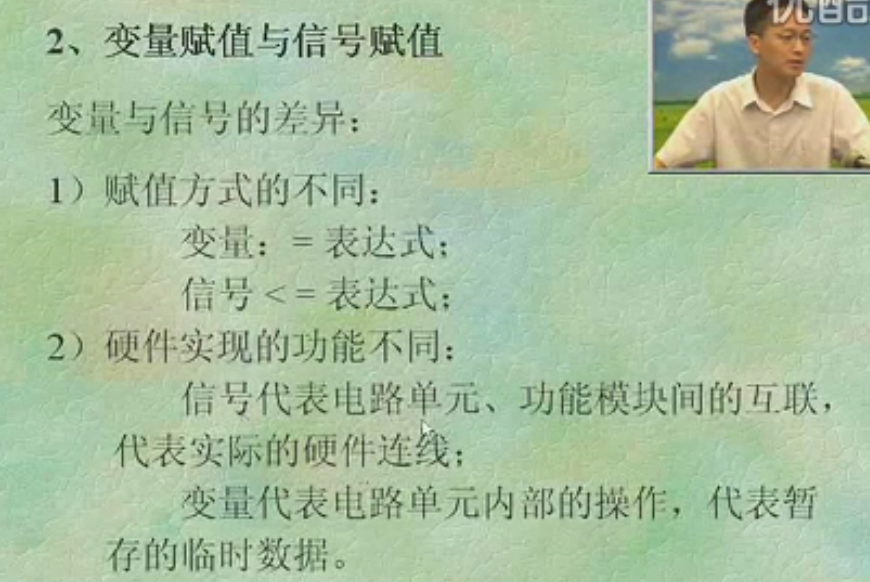 优酷
2、变量赋值与信号赋值
变量与信号的差异：
1）赋值方式的不同：
变量：= 表达式；
信号 < = 表达式；
2）硬件实现的功能不同：
信号代表电路单元、功能模块间的互联，
代表实际的硬件连线；
变量代表电路单元内部的操作，代表暂
存的临时数据。